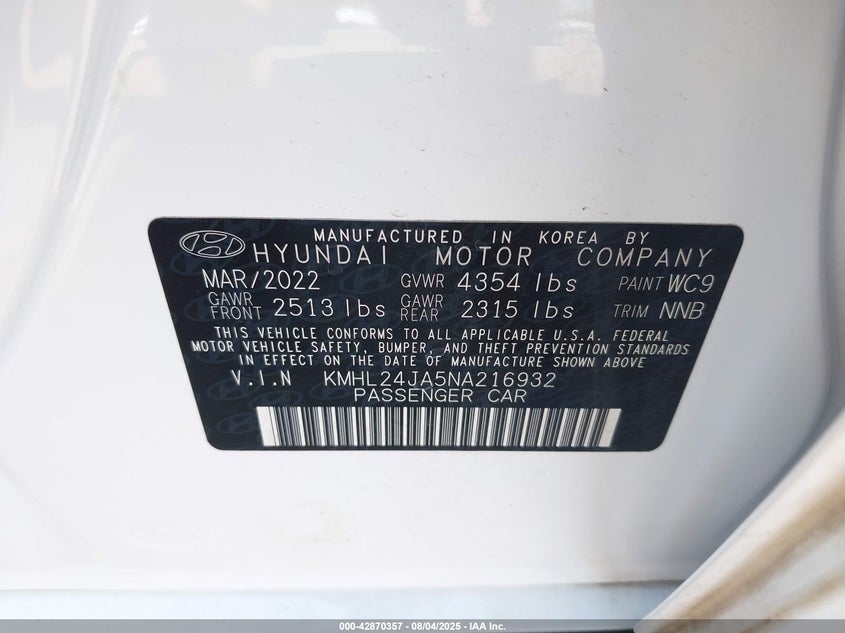 MANUFACTURED IN KOREA BY
HYUNDAI MOTOR COMPANY
MAR/2022 GVWR 4354 lbs PAINT WC9
GAWR FRONT 2513 lbs GAWR REAR 2315 lbs TRIM NNB
THIS VEHICLE CONFORMS TO ALL APPLICABLE U.S.A. FEDERAL
MOTOR VEHICLE SAFETY, BUMPER, AND THEFT PREVENTION STANDARDS
IN EFFECT ON THE DATE OF MANUFACTURE SHOWN ABOVE
V.I.N KMHL24JA5NA216932
PASSENGER CAR
000-42870357 - 08/04/2025 - IAA Inc.